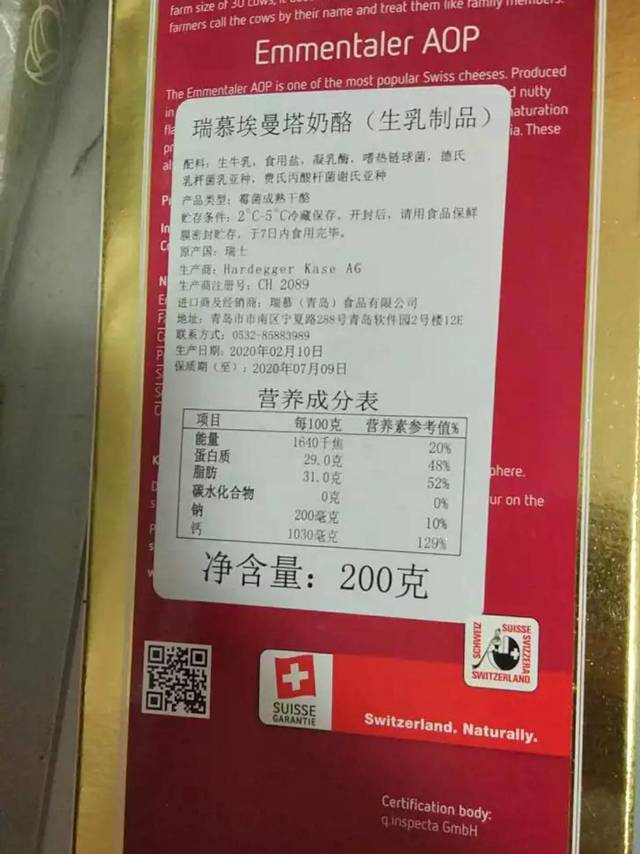 farm size of 30 cows,
farmers call the cows by their name and treat them like family members.
Emmentaler AOP
The Emmentaler AOP is one of the most popular Swiss cheeses. Produced
in
d nutty
fla
aturation
pr
ia. These
al
瑞慕埃曼塔奶酪（生乳制品）
配料：生牛乳，食用盐，凝乳酶，嗜热链球菌，德氏
乳杆菌乳亚种，费氏丙酸杆菌谢氏亚种
产品类型：霉菌成熟干酪
贮存条件：2°C-5°C冷藏保存。开封后，请用食品保鲜
膜密封贮存，于7日内食用完毕。
原产国：瑞士
生产商：Hardegger Kase AG
生产商注册号：CH 2089
进口商及经销商：瑞慕（青岛）食品有限公司
地址：青岛市市南区宁夏路288号青岛软件园2号楼12E
联系方式：0532-85883989
生产日期：2020年02月10日
保质期（至）：2020年07月09日
营养成分表
项目 每100克 营养素参考值%
能量 1640千焦 20%
蛋白质 29.0克 48%
脂肪 31.0克 52%
碳水化合物 0克 0%
钠 200毫克 10%
钙 1030毫克 129%
净含量：200克
phere.
ur on the
SCHWEIZ
SUISSE
SVIZZERA
SWITZERLAND
SUISSE
GARANTIE
Switzerland. Naturally.
Certification body:
q.inspecta GmbH